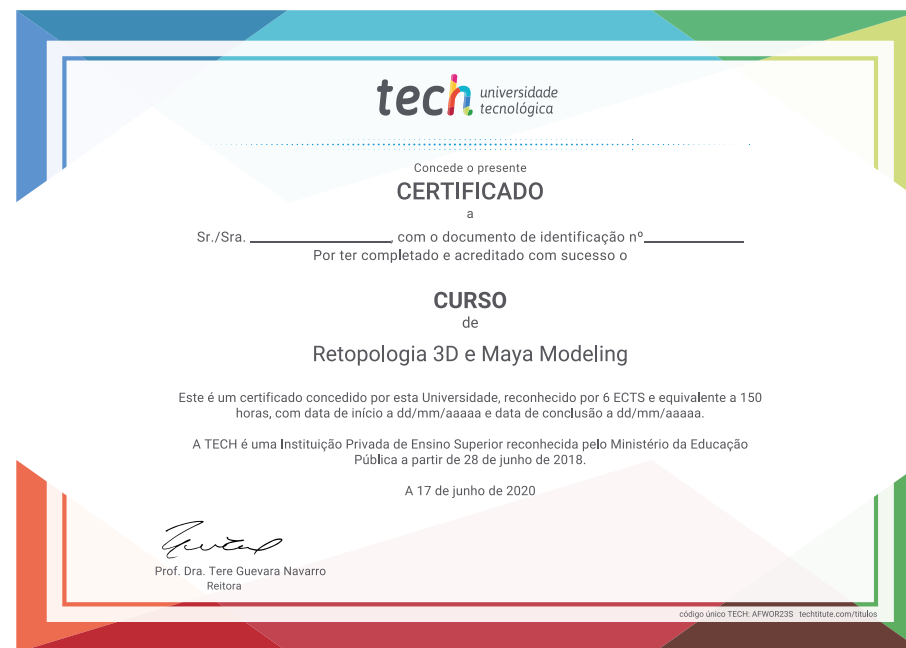 tech universidade
tecnológica
Concede o presente
CERTIFICADO
a
Sr./Sra. , com o documento de identificação nº
Por ter completado e acreditado com sucesso o
CURSO
de
Retopologia 3D e Maya Modeling
Este é um certificado concedido por esta Universidade, reconhecido por 6 ECTS e equivalente a 150
horas, com data de início a dd/mm/aaaaa e data de conclusão a dd/mm/aaaaa.
A TECH é uma Instituição Privada de Ensino Superior reconhecida pelo Ministério da Educação
Pública a partir de 28 de junho de 2018.
A 17 de junho de 2020
Prof. Dra. Tere Guevara Navarro
Reitora
código único TECH: AFWOR23S techtitute.com/titulos